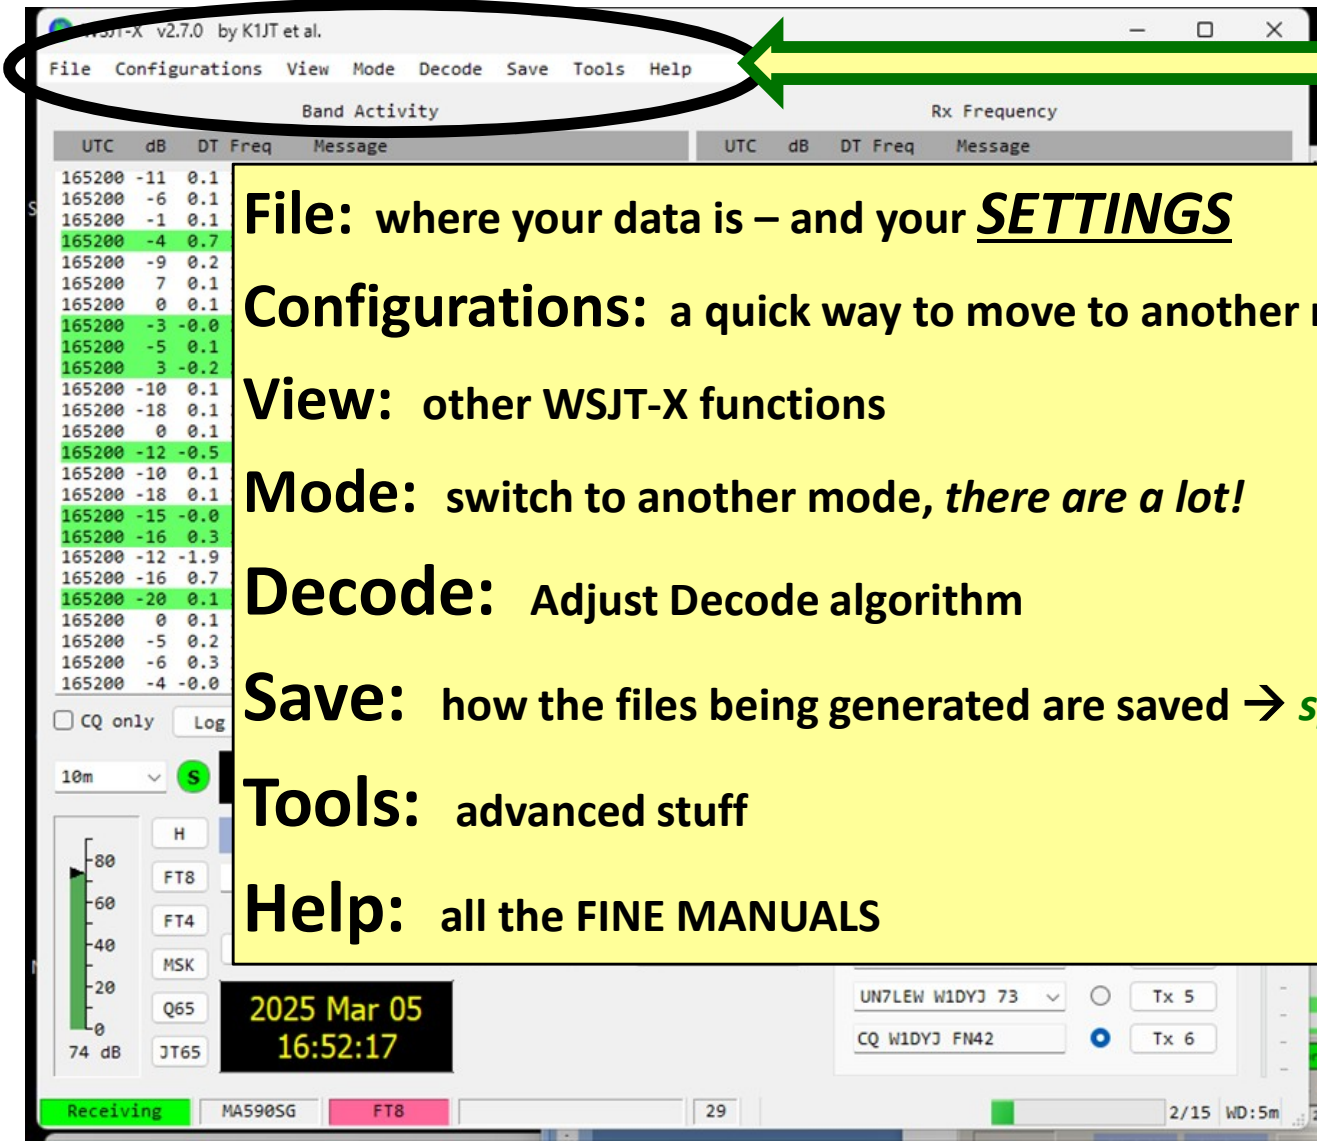 WSJT-X v2.7.0 by K1JT et al.
File Configurations View Mode Decode Save Tools Help
Band Activity
Rx Frequency
UTC dB DT Freq Message
UTC dB DT Freq Message
165200 -11 0.1
165200 -6 0.1
165200 -1 0.1
165200 -4 0.7
165200 -9 0.2
165200 7 0.1
165200 0 0.1
165200 -3 -0.0
165200 -5 0.1
165200 3 -0.2
165200 -10 0.1
165200 -18 0.1
165200 0 0.1
165200 -12 -0.5
165200 -10 0.1
165200 -18 0.1
165200 -15 -0.0
165200 -16 0.3
165200 -12 -1.9
165200 -16 0.7
165200 -20 0.1
165200 0 0.1
165200 -5 0.2
165200 -6 0.3
165200 -4 -0.0
File: where your data is – and your SETTINGS
Configurations: a quick way to move to another
View: other WSJT-X functions
Mode: switch to another mode, there are a lot!
Decode: Adjust Decode algorithm
Save: how the files being generated are saved →
Tools: advanced stuff
Help: all the FINE MANUALS
CQ only Log
10m S
H
FT8
FT4
MSK
Q65
JT65
80
60
40
20
0
74 dB
2025 Mar 05
16:52:17
UN7LEW W1DYJ 73 Tx 5
CQ W1DYJ FN42 Tx 6
Receiving MA590SG FT8 29 2/15 WD:5m